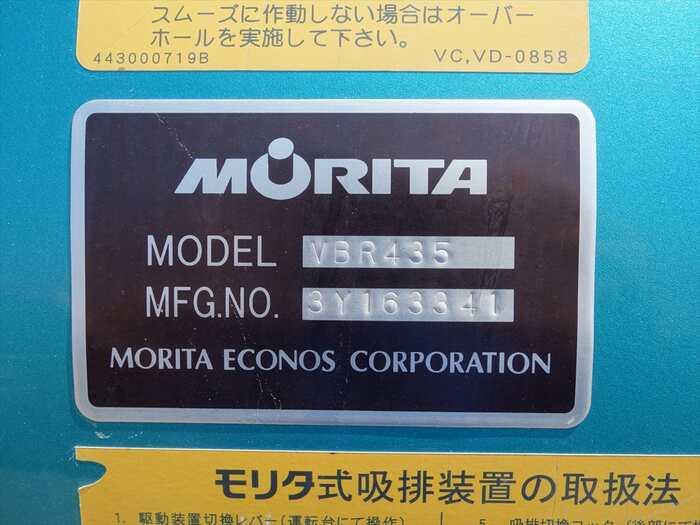 スムーズに作動しない場合はオーバー
ホールを実施して下さい。
443000719B VC,VD-0858
MORITA
MODEL VBR435
MFG.NO. 3Y163341
MORITA ECONOS CORPORATION
モリタ式吸排装置の取扱法
1. 駆動装置切換レバー(運転台にて操作) 5. 吸排切換コック(後部に